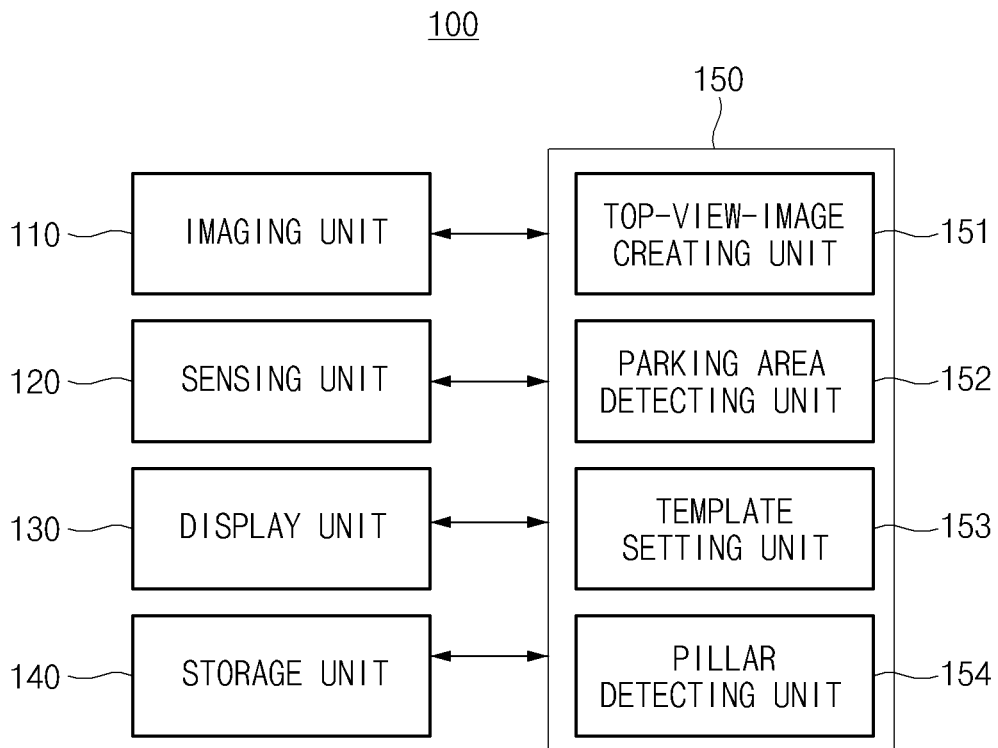 100
150
110
IMAGING UNIT
TOP-VIEW-IMAGE
CREATING UNIT
151
120
SENSING UNIT
PARKING AREA
DETECTING UNIT
152
130
DISPLAY UNIT
TEMPLATE
SETTING UNIT
153
140
STORAGE UNIT
PILLAR
DETECTING UNIT
154